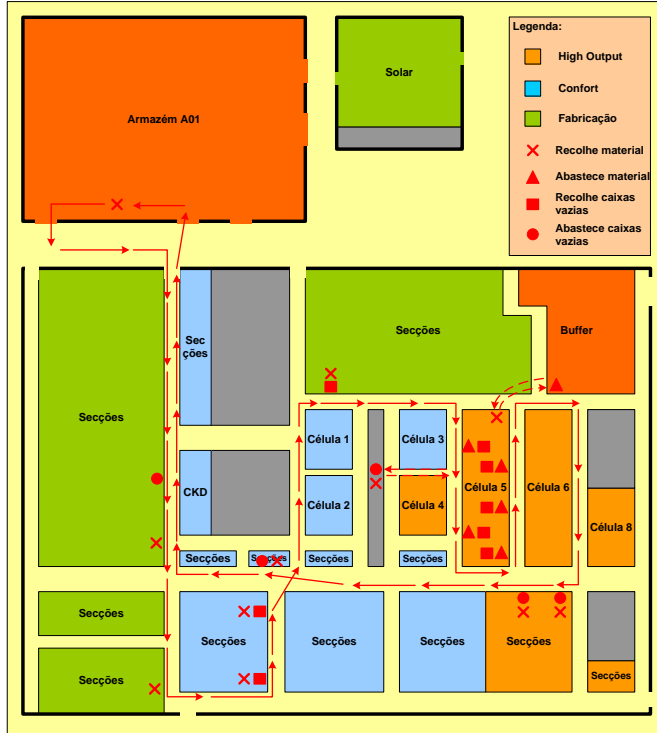 Legenda:
High Output
Confort
Fabricação
Recolhe material
Abastece material
Recolhe caixas
vazias
Abastece caixas
vazias
Armazém A01
Solar
Sec
ções
Secções
Buffer
Secções
Célula 1
Célula 3
CKD
Célula 2
Célula 4
Célula 5
Célula 6
Célula 8
Secções
Secções
Secções
Secções
Secções
Secções
Secções
Secções
Secções
Secções
Secções